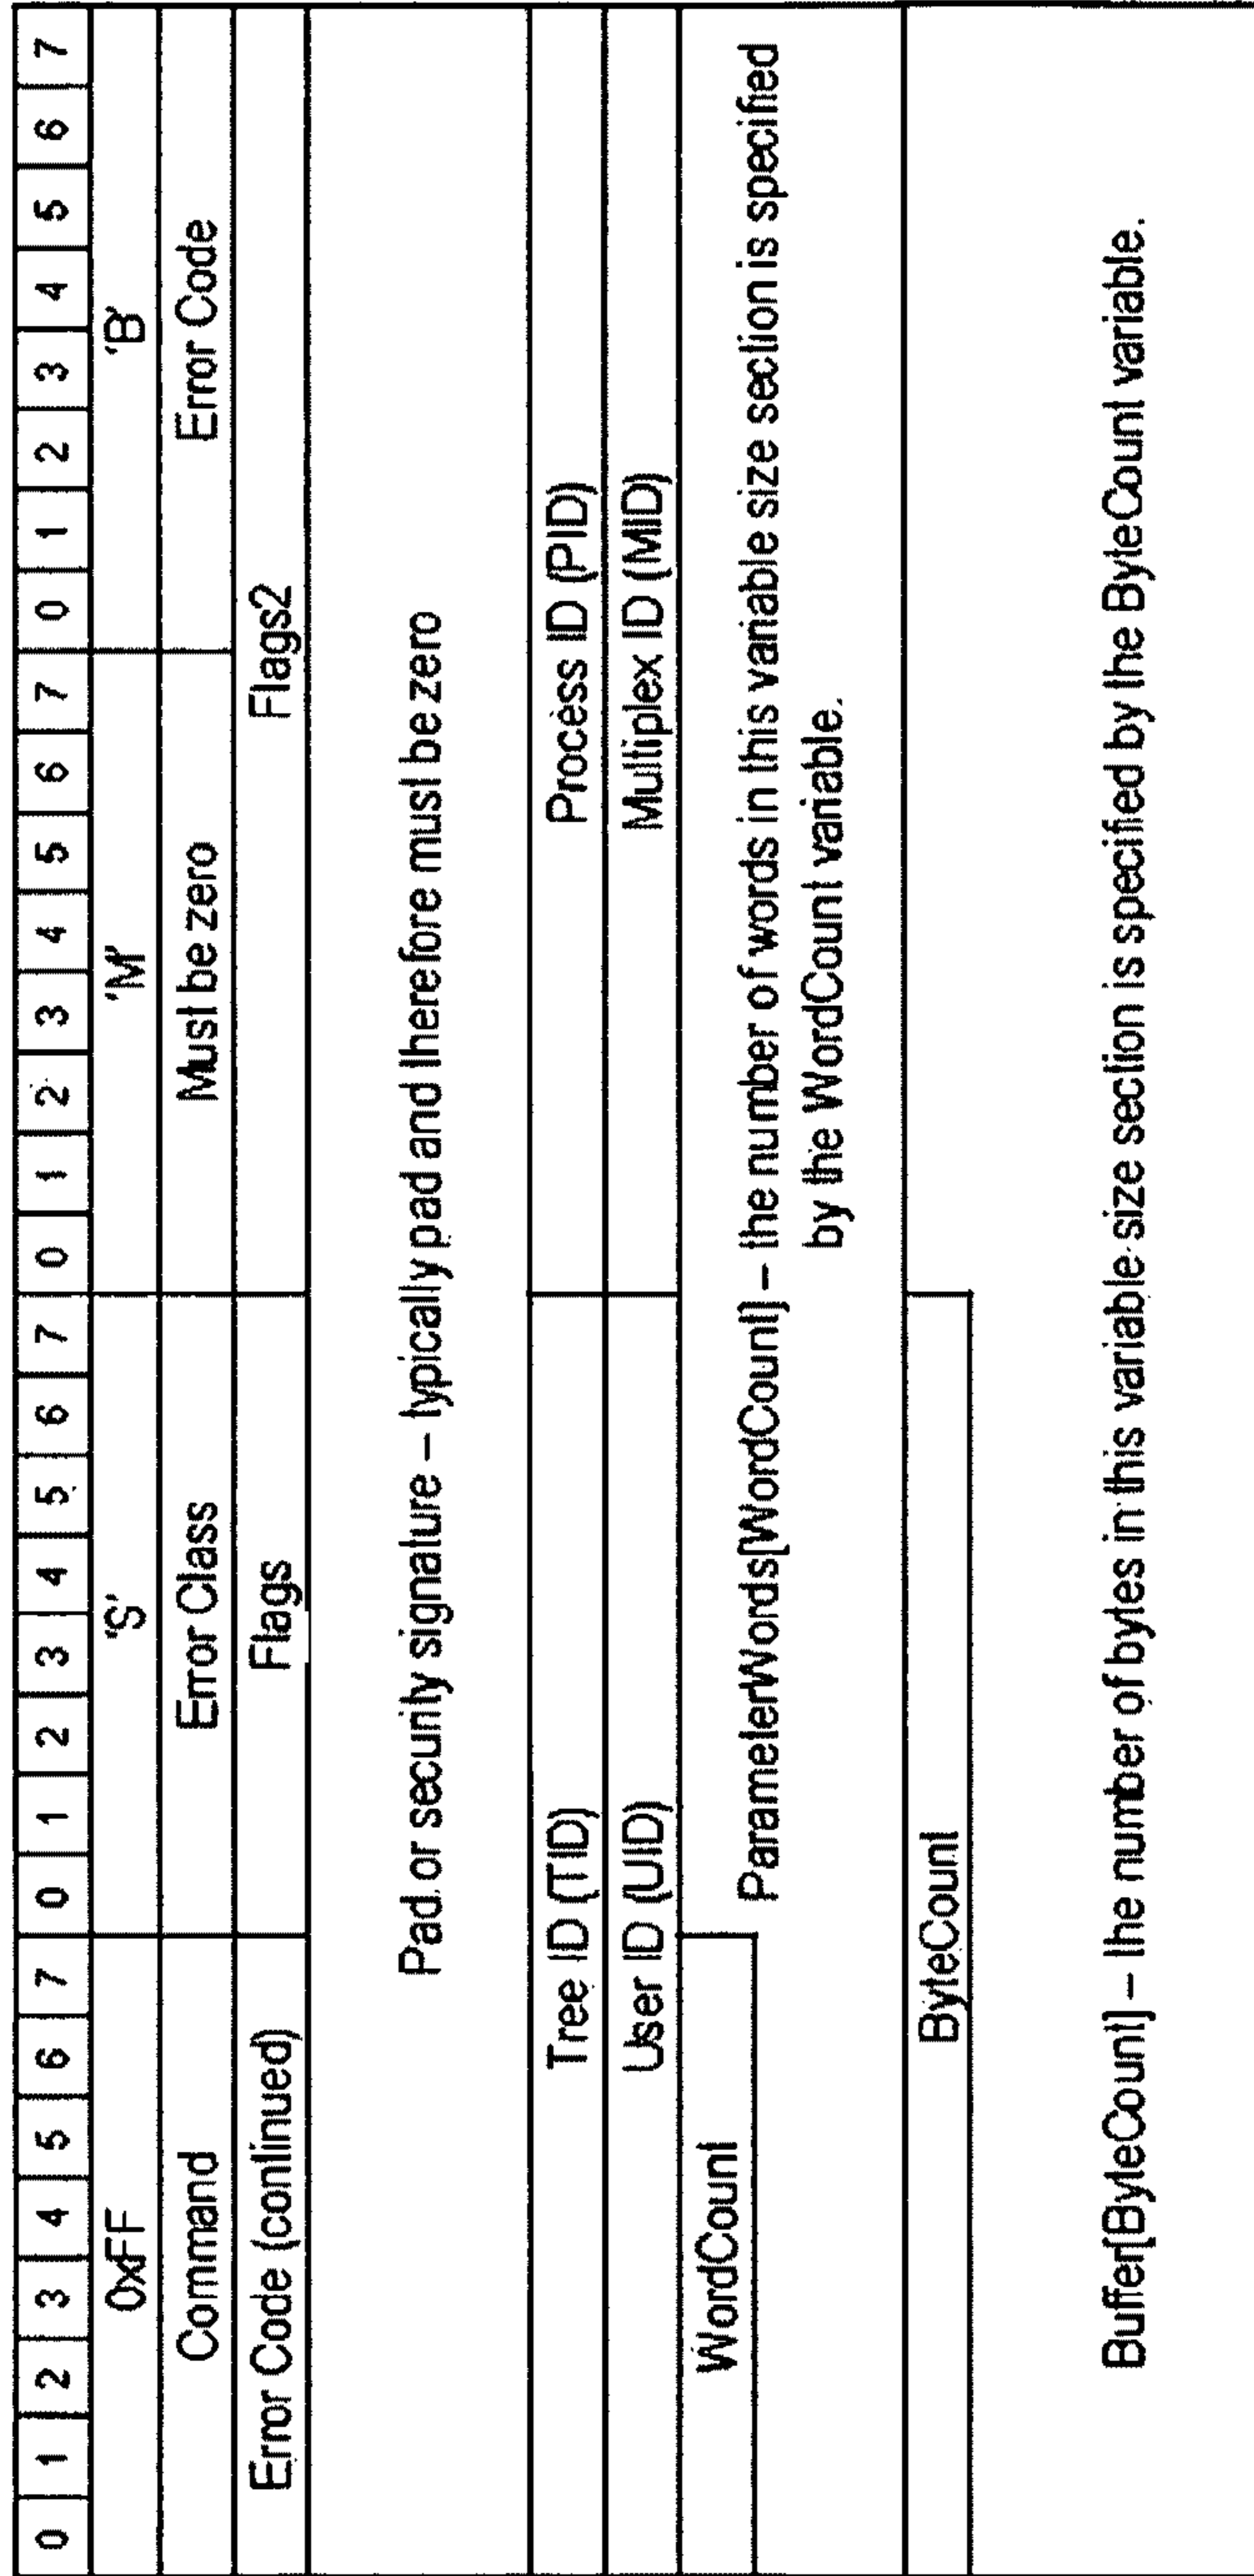 0 1 2 3 4 5 6 7 0 1 2 3 4 5 6 7 0 1 2 3 4 5 6 7 0 1 2 3 4 5 6 7
0xFF 'S' 'M' 'B'
Command Error Class Must be zero Error Code
Error Code (continued) Flags Flags2
Pad or security signature – typically pad and therefore must be zero
Tree ID (TID) Process ID (PID)
User ID (UID) Multiplex ID (MID)
WordCount
ParameterWords[WordCount] – the number of words in this variable size section is specified
by the WordCount variable.
ByteCount
Buffer[ByteCount] – the number of bytes in this variable size section is specified by the ByteCount variable.